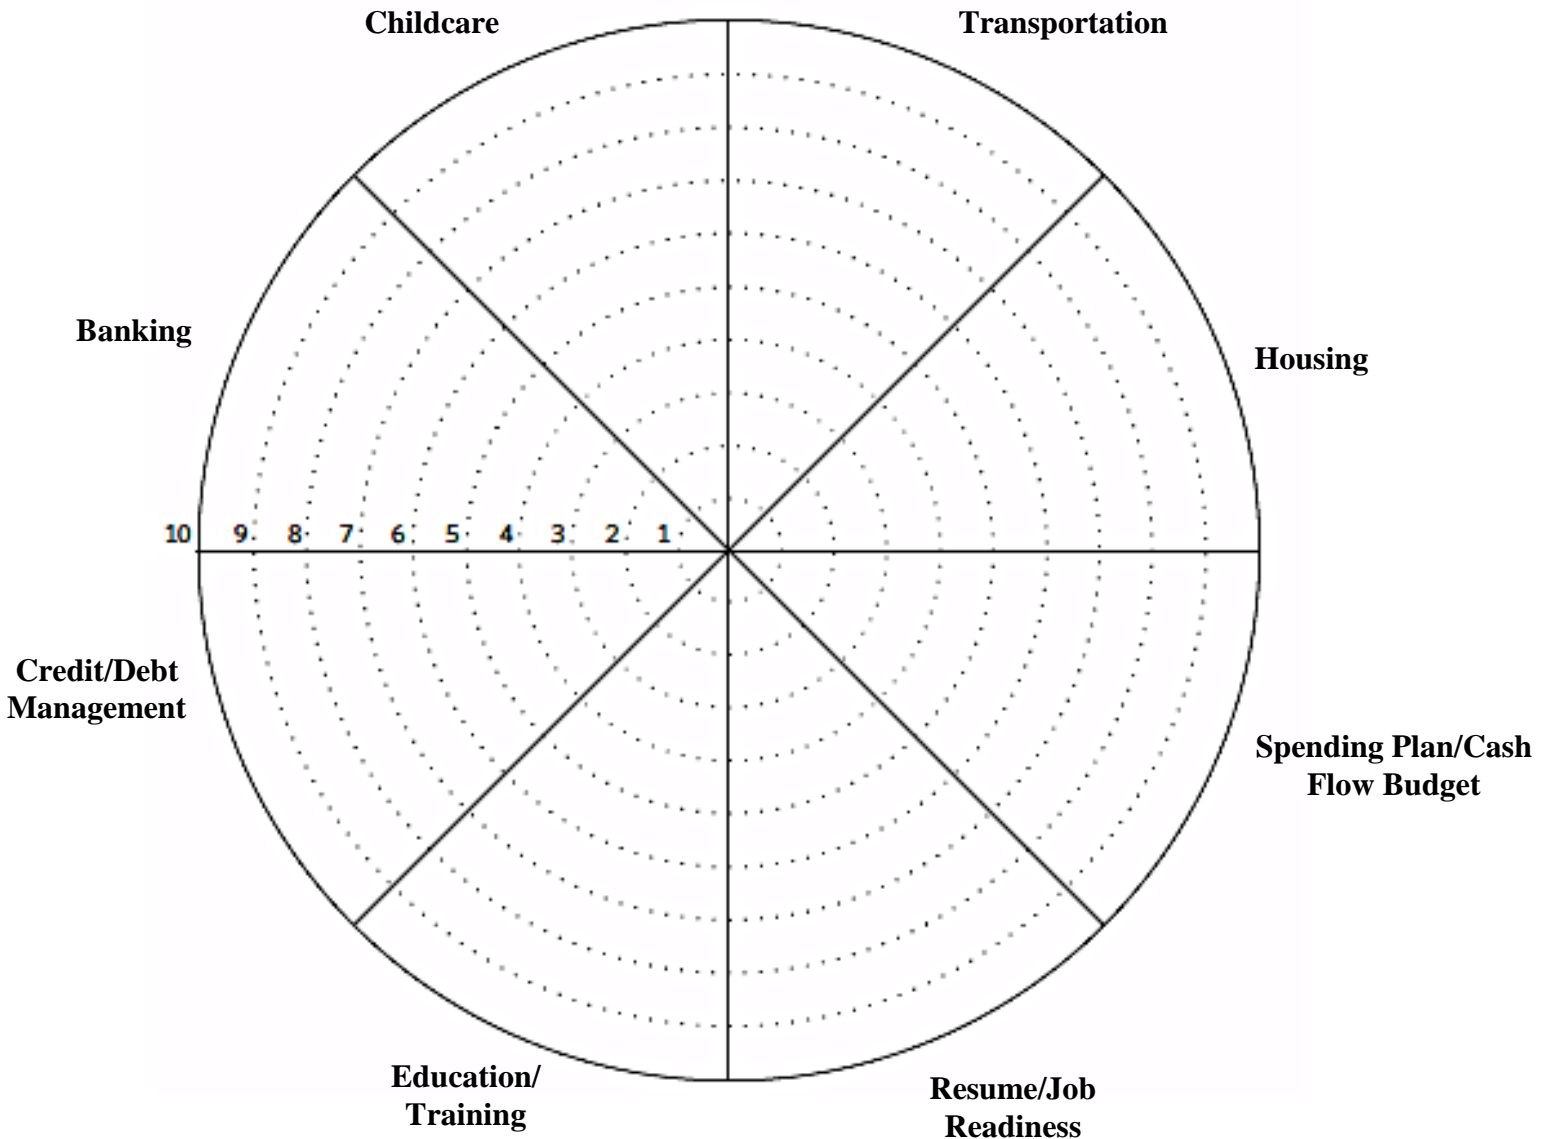 Childcare
Transportation
Banking
Housing
10 9 8 7 6 5 4 3 2 1
Credit/Debt
Management
Spending Plan/Cash
Flow Budget
Education/
Training
Resume/Job
Readiness